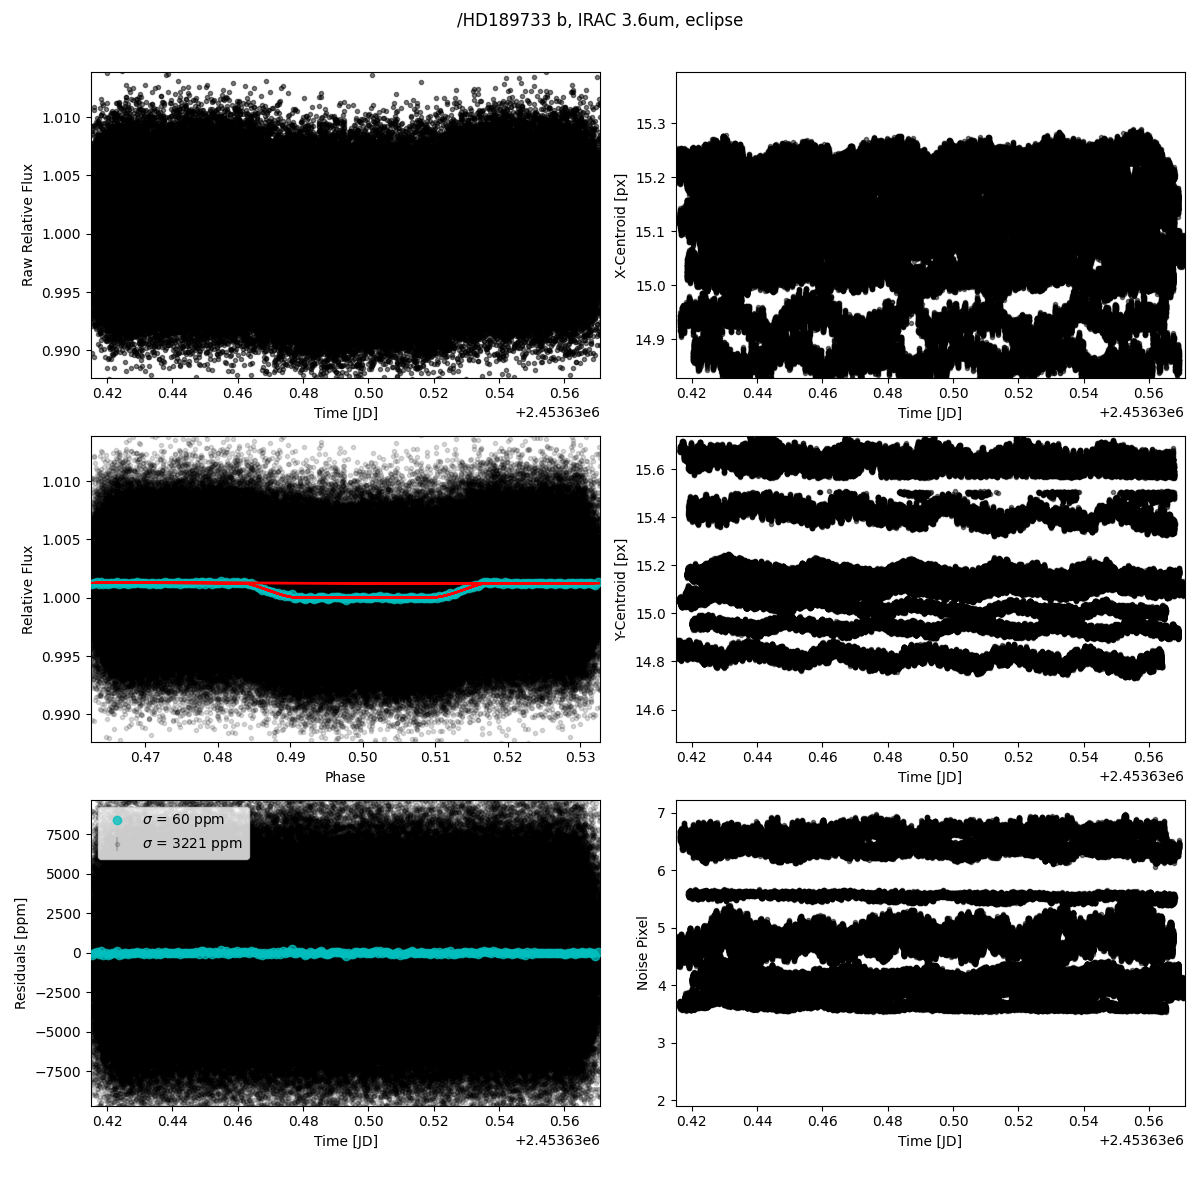 /HD189733 b, IRAC 3.6um, eclipse
Raw Relative Flux
1.010
1.005
1.000
0.995
0.990
0.42 0.44 0.46 0.48 0.50 0.52 0.54 0.56
Time [JD]
+2.45363e6
X-Centroid [px]
15.3
15.2
15.1
15.0
14.9
0.42 0.44 0.46 0.48 0.50 0.52 0.54 0.56
Time [JD]
+2.45363e6
Relative Flux
1.010
1.005
1.000
0.995
0.990
0.47 0.48 0.49 0.50 0.51 0.52 0.53
Phase
Y-Centroid [px]
15.6
15.4
15.2
15.0
14.8
14.6
0.42 0.44 0.46 0.48 0.50 0.52 0.54 0.56
Time [JD]
+2.45363e6
Residuals [ppm]
7500
5000
2500
0
−2500
−5000
−7500
σ = 60 ppm
σ = 3221 ppm
0.42 0.44 0.46 0.48 0.50 0.52 0.54 0.56
Time [JD]
+2.45363e6
Noise Pixel
7
6
5
4
3
2
0.42 0.44 0.46 0.48 0.50 0.52 0.54 0.56
Time [JD]
+2.45363e6